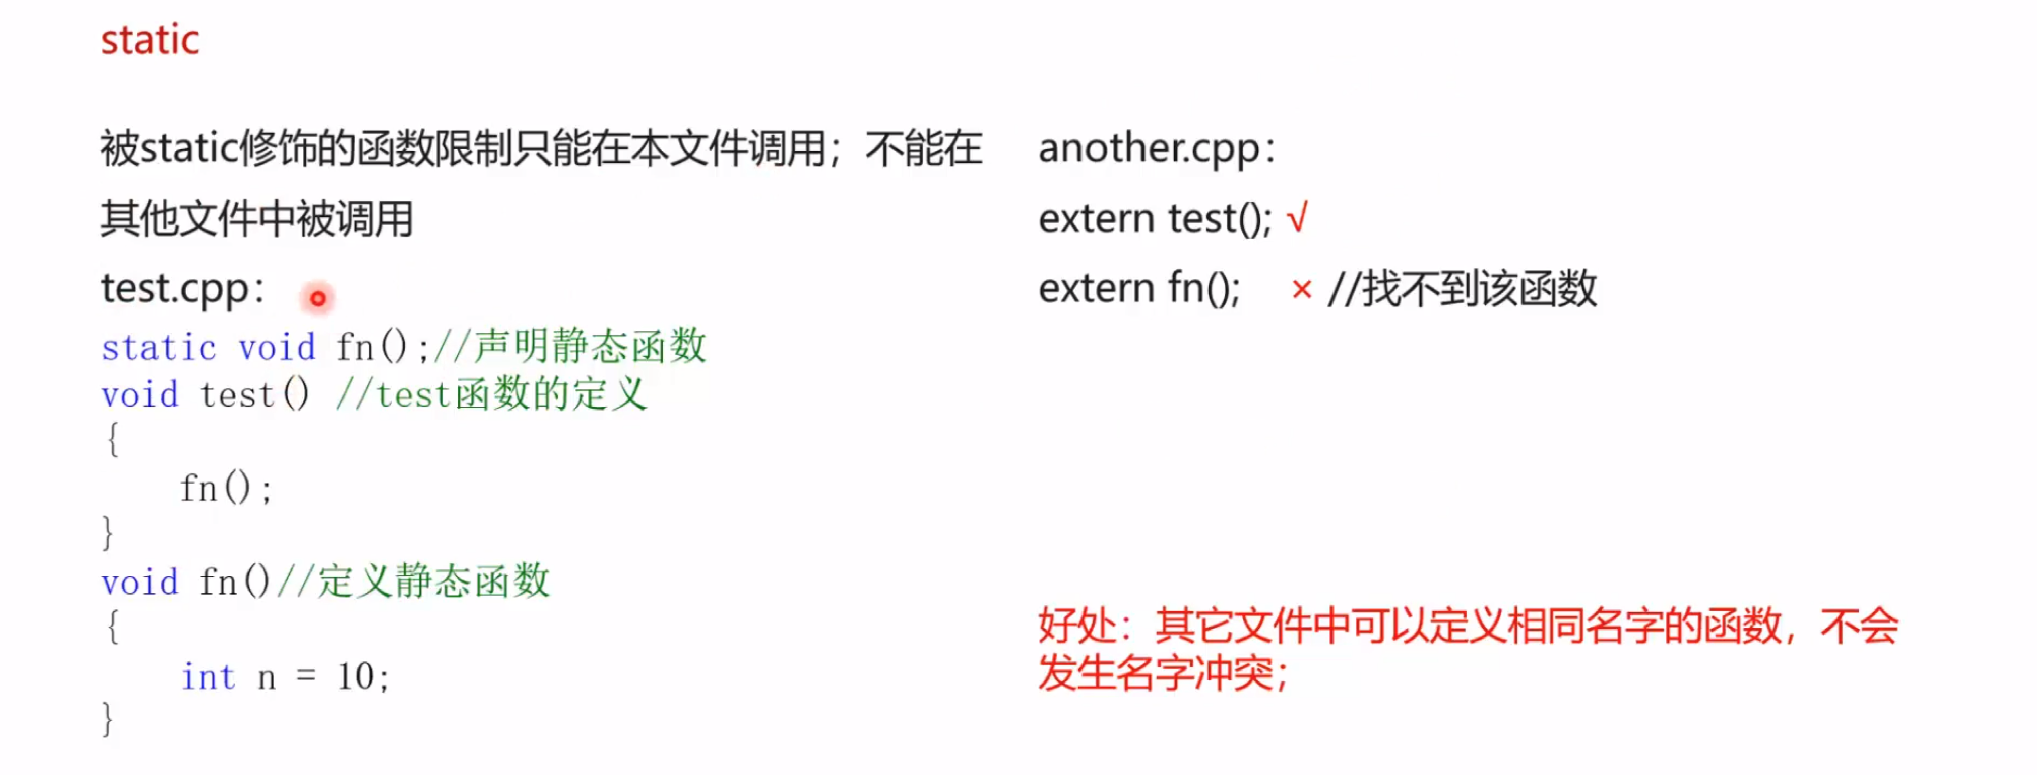 static
被static修饰的函数限制只能在本文件调用；不能在
其他文件中被调用
test.cpp：
static void fn();//声明静态函数
void test() //test函数的定义
{
    fn();
}
void fn()//定义静态函数
{
    int n = 10;
}
another.cpp：
extern test(); √
extern fn(); × //找不到该函数
好处：其它文件中可以定义相同名字的函数，不会
发生名字冲突；